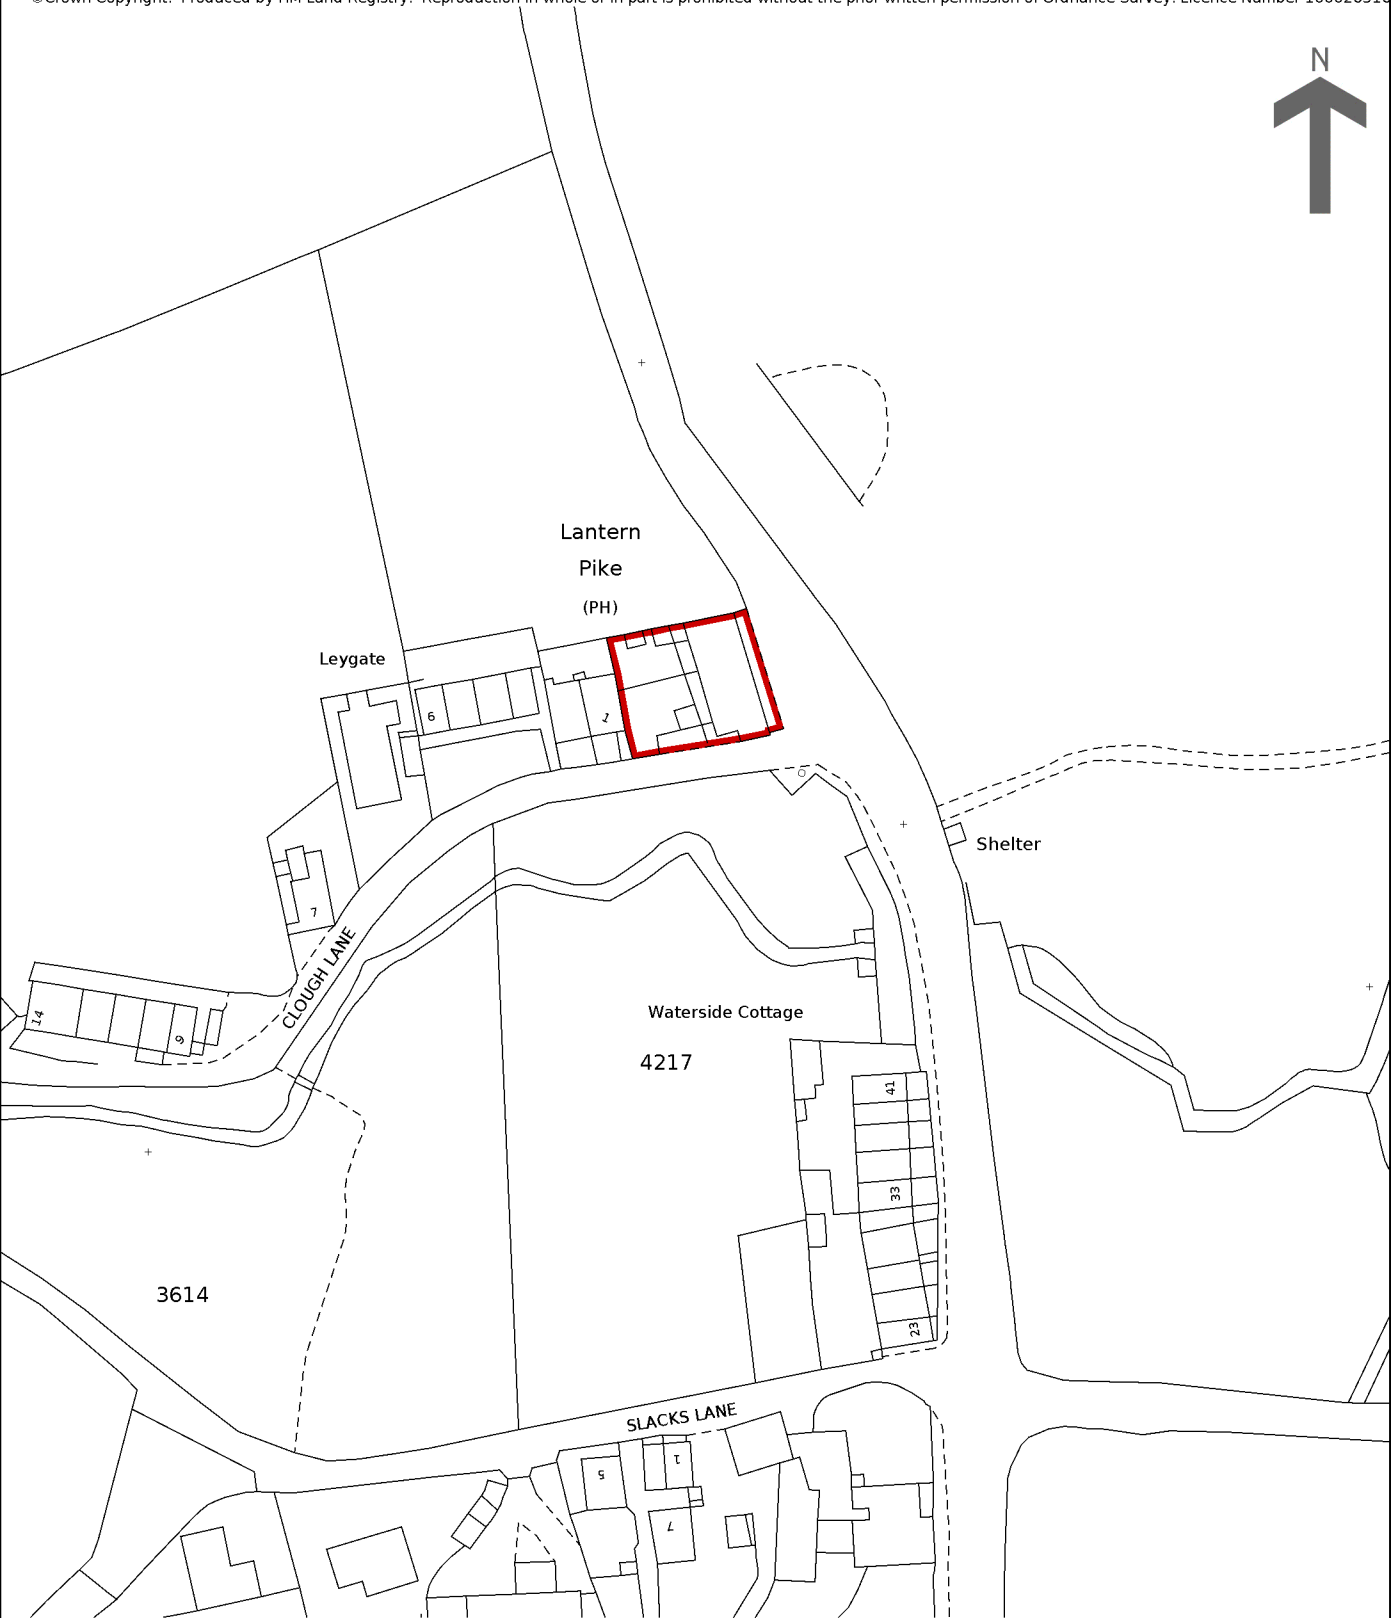 N
Lantern
Pike
(PH)
Leygate
6
1
7
Shelter
CLOUGH LANE
14
9
Waterside Cottage
4217
41
33
3614
23
SLACKS LANE
5
1
7